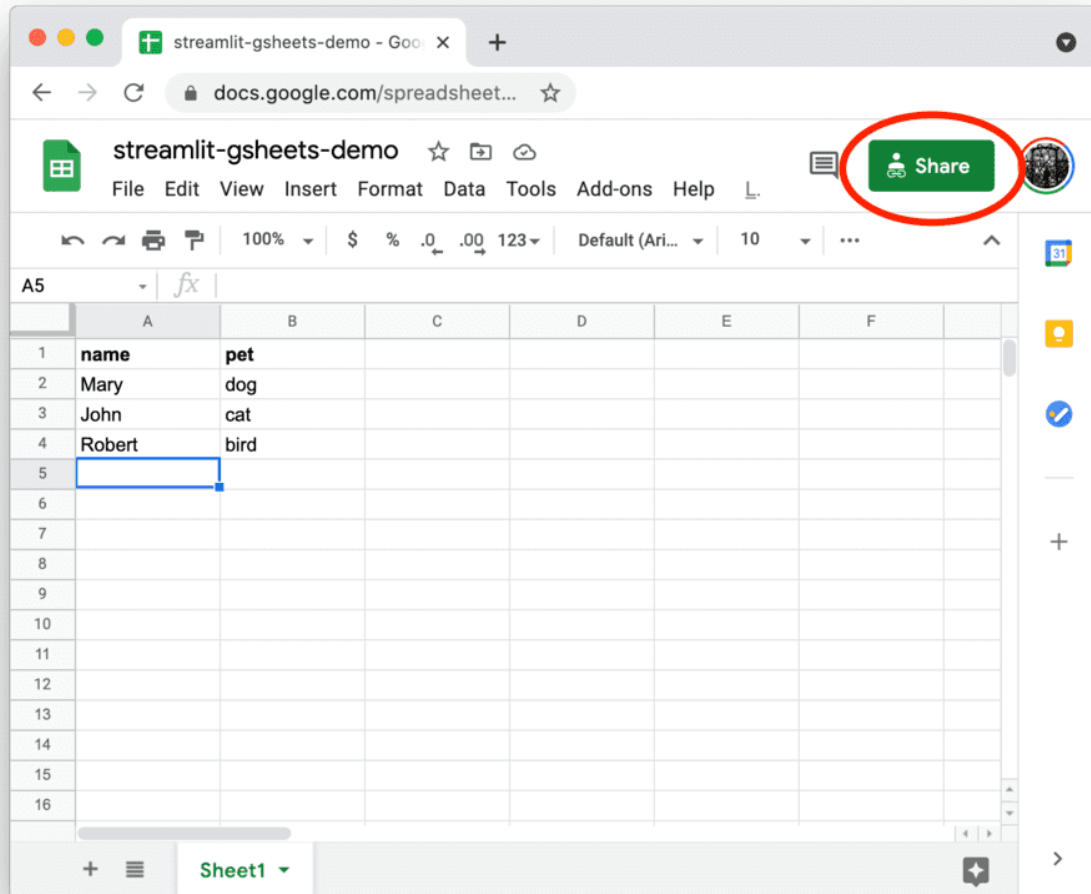 streamlit-gsheets-demo - Goo
docs.google.com/spreadsheet...
streamlit-gsheets-demo
Share
File Edit View Insert Format Data Tools Add-ons Help L.
100% $ % .0 .00 123 Default (Ari... 10 ...
31
A5 fx
A B C D E F
1 name pet
2 Mary dog
3 John cat
4 Robert bird
5
6
7
8
9
10
11
12
13
14
15
16
Sheet1